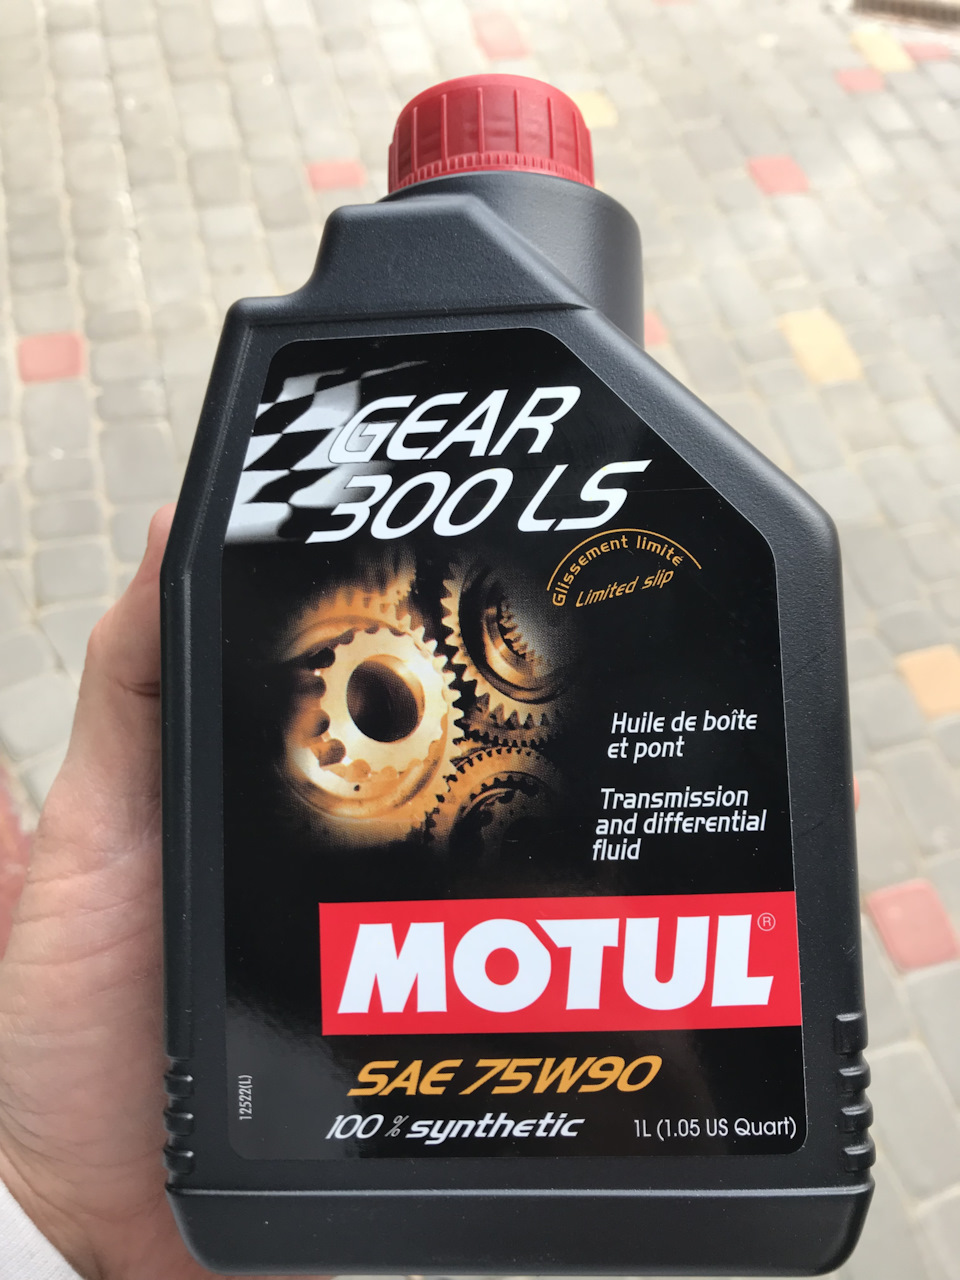 GEAR
300 LS
Glissement limité
Limited slip
Huile de boîte
et pont
Transmission
and differential
fluid
MOTUL®
SAE 75W90
100 % synthetic
1L (1.05 US Quart)
12522(L)